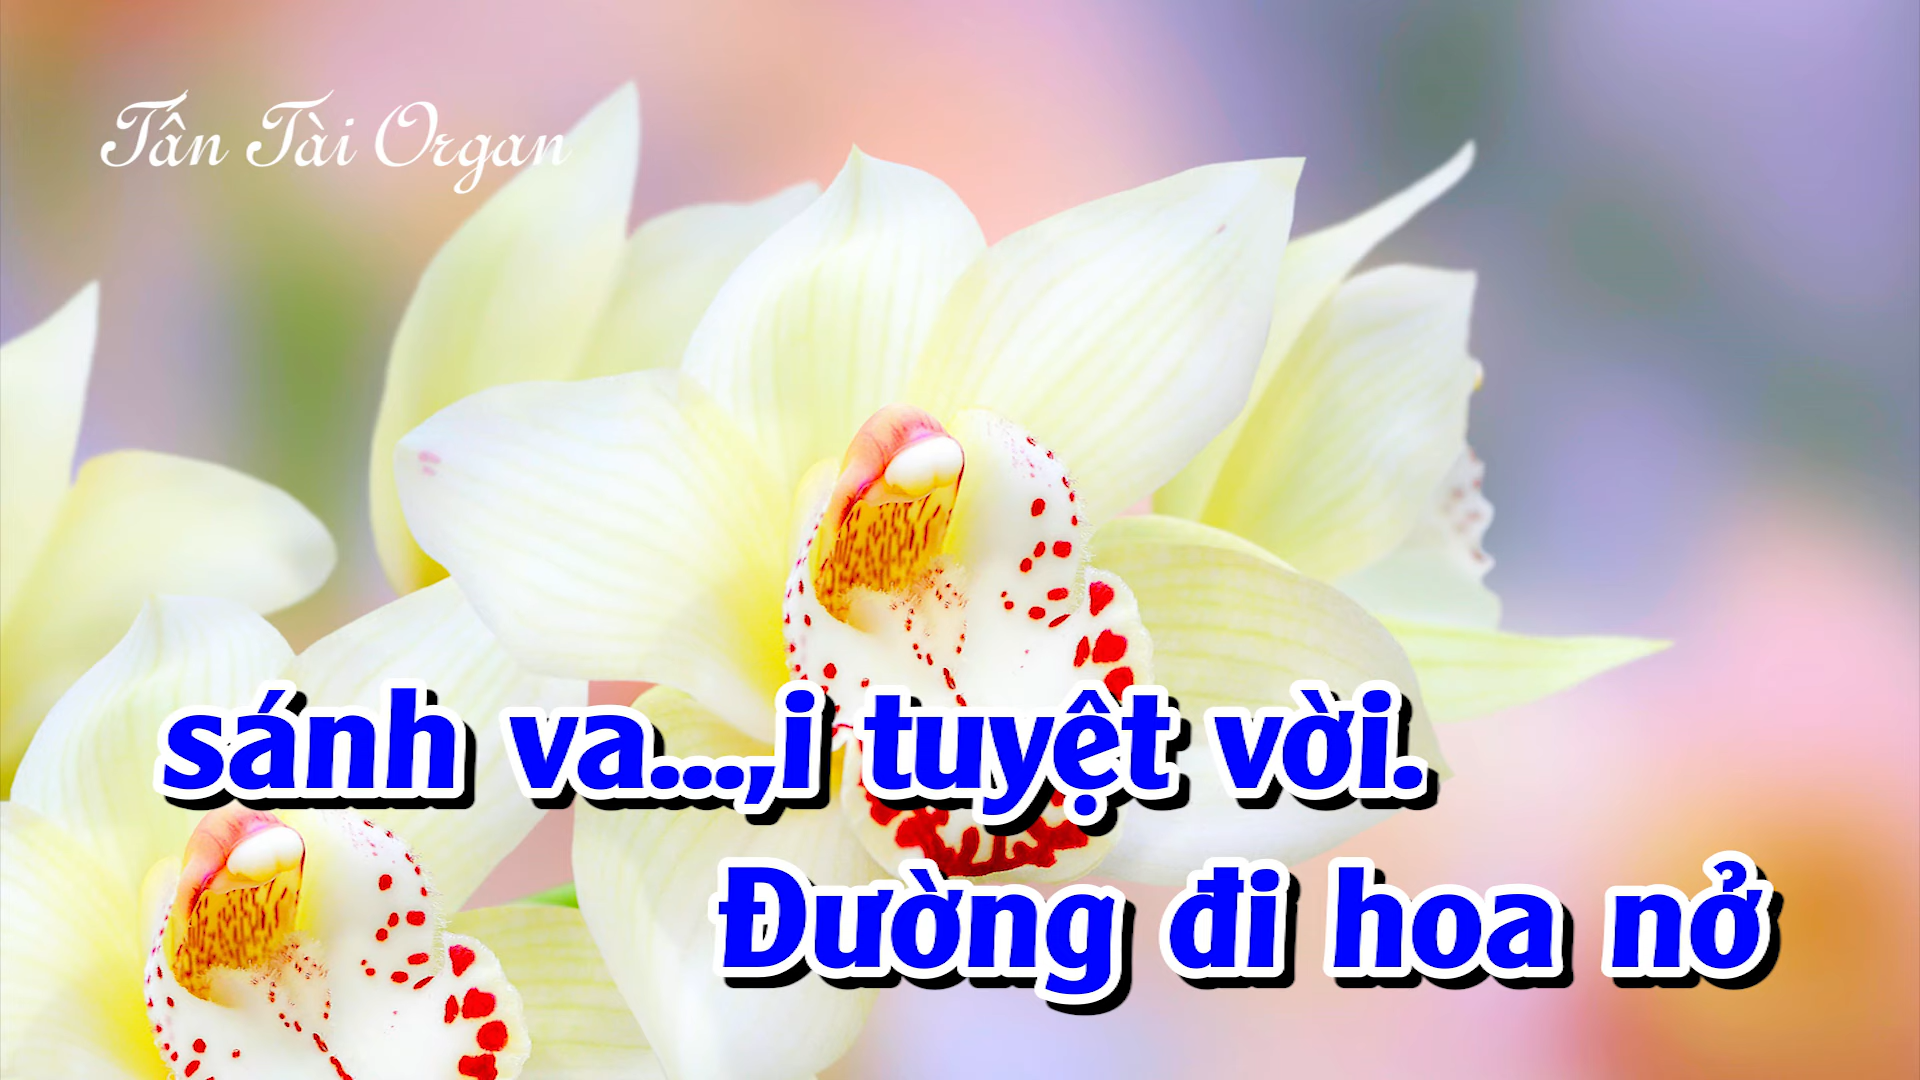 Tấn Tài Organ
sánh va...,i tuyệt vời.
Đường đi hoa nở